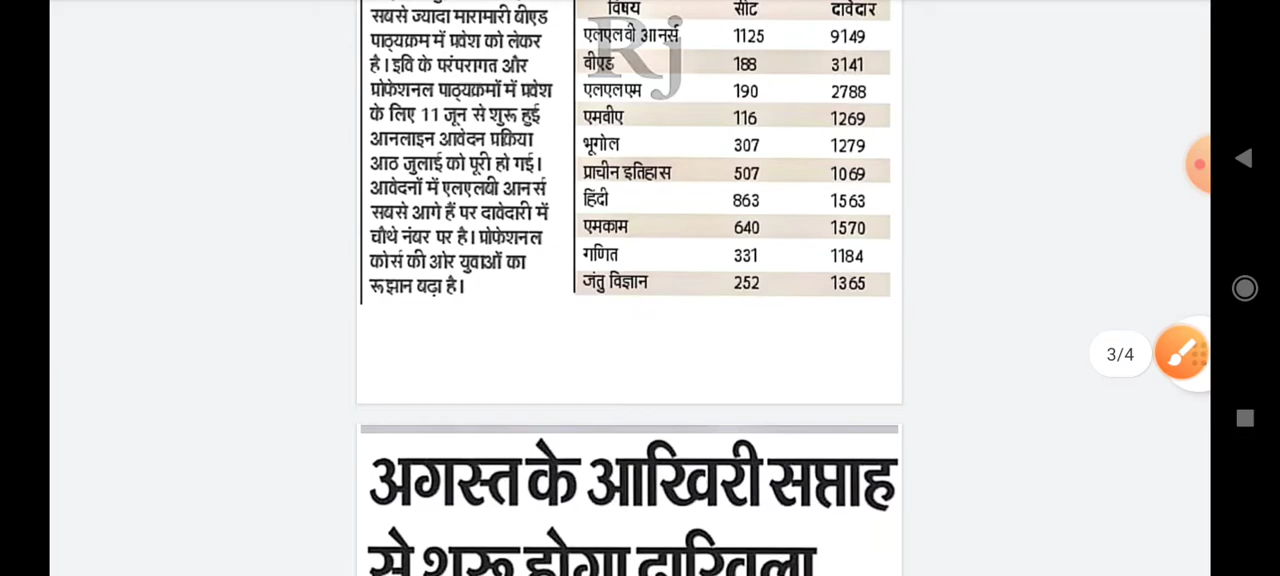 सबसे ज्यादा मारामारी बीएड
पाठ्यक्रम में प्रवेश को लेकर
है। इवि के परंपरागत और
प्रोफेशनल पाठ्यक्रमों में प्रवेश
के लिए 11 जून से शुरू हुई
आनलाइन आवेदन प्रक्रिया
आठ जुलाई को पूरी हो गई।
आवेदनों में एलएलबी आनर्स
सबसे आगे हैं पर दावेदारी में
चौथे नंबर पर है। प्रोफेशनल
कोर्स की ओर युवाओं का
रूझान बढ़ा है।
विषय सीट दावेदार
एलएलबी आनर्स 1125 9149
बीएड 188 3141
एलएलएम 190 2788
एमबीए 116 1269
भूगोल 307 1279
प्राचीन इतिहास 507 1069
हिंदी 863 1563
एमकाम 640 1570
गणित 331 1184
जंतु विज्ञान 252 1365
Rj
3/4
अगस्त के आखिरी सप्ताह
से शुरू होगा दाखिला